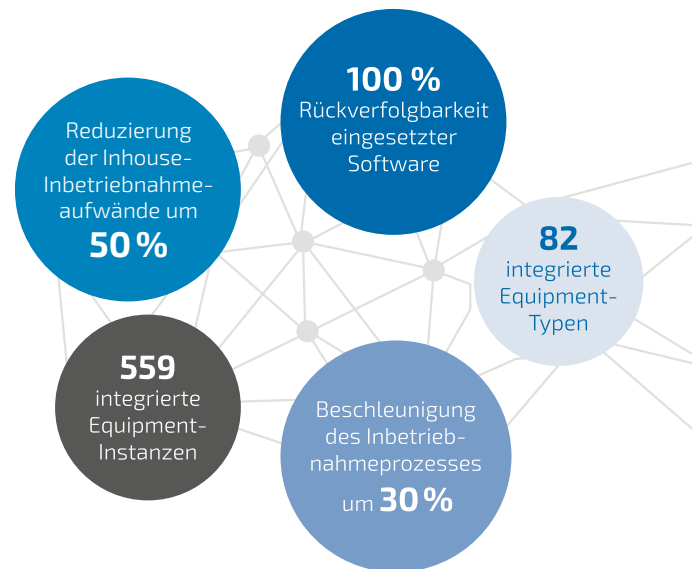 100 %
Rückverfolgbarkeit
eingesetzter
Software
Reduzierung
der Inhouse-
Inbetriebnahme-
aufwände um
50 %
82
integrierte
Equipment-
Typen
559
integrierte
Equipment-
Instanzen
Beschleunigung
des Inbetrieb-
nahmeprozesses
um 30 %